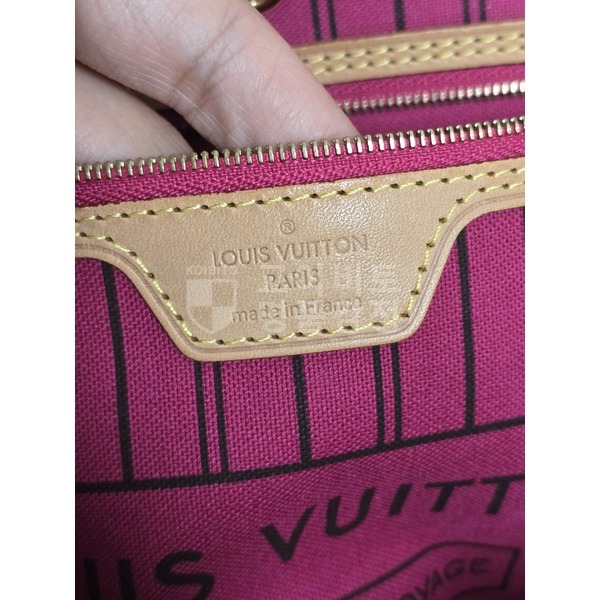 ®
LOUIS VUITTON
PARIS
made in France
UIS VUITT
VOYAGE